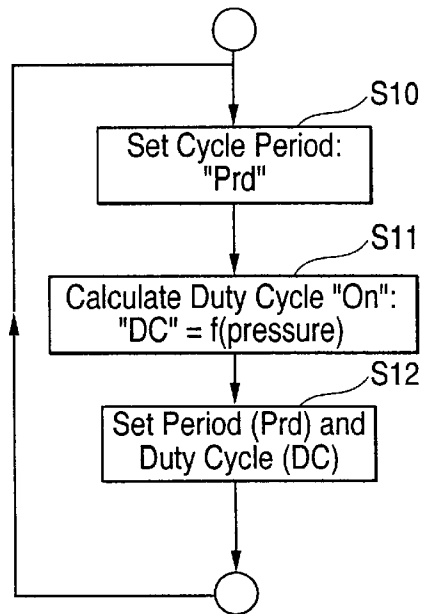 S10
Set Cycle Period:
"Prd"
S11
Calculate Duty Cycle "On":
"DC" = f(pressure)
S12
Set Period (Prd) and
Duty Cycle (DC)